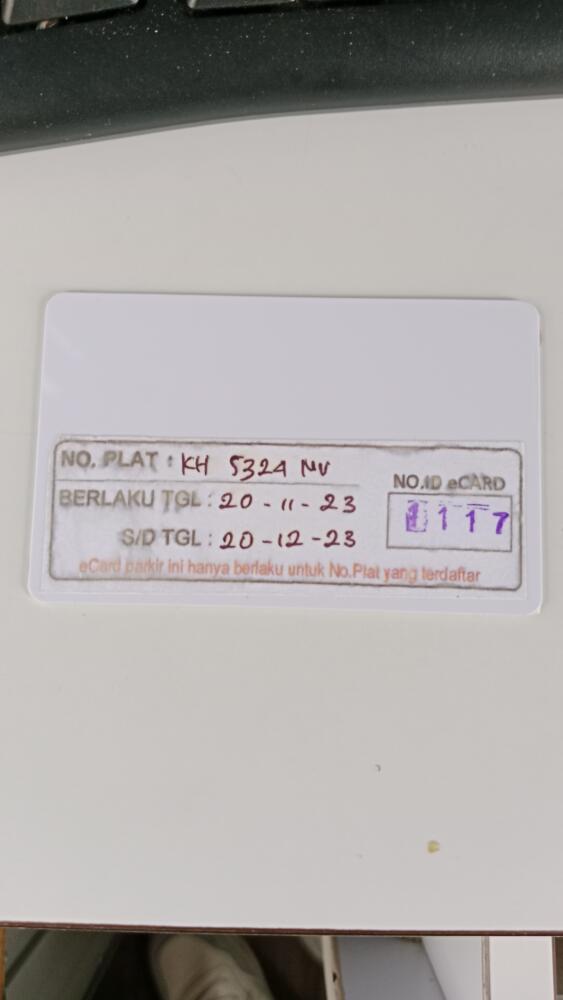 NO. PLAT : KH 5324 NV
BERLAKU TGL : 20 - 11 - 23
S/D TGL : 20 - 12 - 23
NO.ID eCARD
1117
eCard parkir ini hanya berlaku untuk No.Plat yang terdaftar